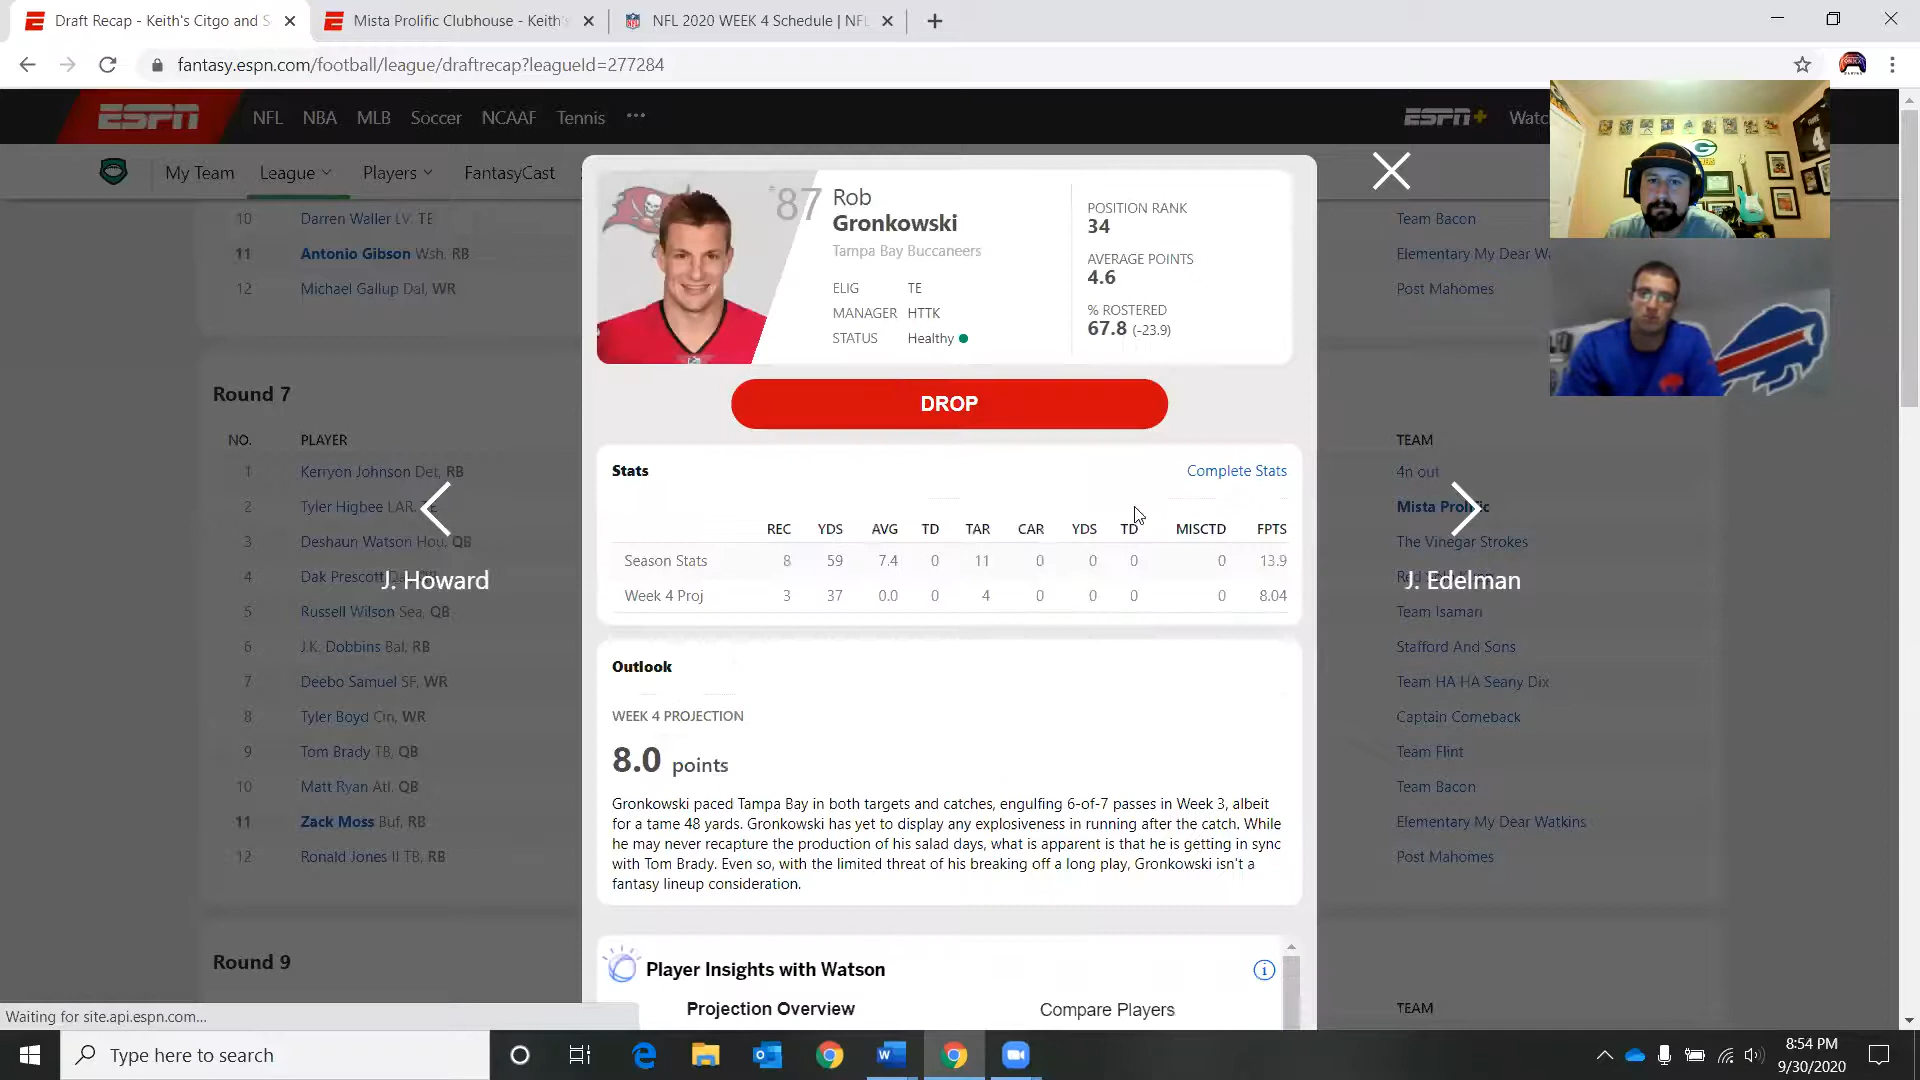 Draft Recap - Keith's Citgo and S
Mista Prolific Clubhouse - Keith's
NFL 2020 WEEK 4 Schedule | NFL
fantasy.espn.com/football/league/draftrecap?leagueId=277284
ESPN NFL NBA MLB Soccer NCAAF Tennis ••• ESPN+ Watc
My Team League Players FantasyCast
10 Darren Waller LV, TE Team Bacon
11 Antonio Gibson Wsh, RB Elementary My Dear Wa
12 Michael Gallup Dal, WR Post Mahomes
Round 7
NO. PLAYER TEAM
1 Kerryon Johnson Det, RB 4n out
2 Tyler Higbee LAR, TE Mista Prolific
3 Deshaun Watson Hou, QB The Vinegar Strokes
4 Dak Prescott
5 Russell Wilson Sea, QB Team Isaman
6 J.K. Dobbins Bal, RB Stafford And Sons
7 Deebo Samuel SF, WR Team HA HA Seany Dix
8 Tyler Boyd Cin, WR Captain Comeback
9 Tom Brady TB, QB Team Flint
10 Matt Ryan Atl, QB Team Bacon
11 Zack Moss Buf, RB Elementary My Dear Watkins
12 Ronald Jones II TB, RB Post Mahomes
Round 9
TEAM
J. Howard
J. Edelman
#87
Rob
Gronkowski
Tampa Bay Buccaneers
ELIG TE
MANAGER HTTK
STATUS Healthy
POSITION RANK
34
AVERAGE POINTS
4.6
% ROSTERED
67.8 (-23.9)
DROP
Stats Complete Stats
REC YDS AVG TD TAR CAR YDS TD MISCTD FPTS
Season Stats 8 59 7.4 0 11 0 0 0 0 13.9
Week 4 Proj 3 37 0.0 0 4 0 0 0 0 8.04
Outlook
WEEK 4 PROJECTION
8.0 points
Gronkowski paced Tampa Bay in both targets and catches, engulfing 6-of-7 passes in Week 3, albeit
for a tame 48 yards. Gronkowski has yet to display any explosiveness in running after the catch. While
he may never recapture the production of his salad days, what is apparent is that he is getting in sync
with Tom Brady. Even so, with the limited threat of his breaking off a long play, Gronkowski isn't a
fantasy lineup consideration.
Player Insights with Watson
Projection Overview Compare Players
Waiting for site.api.espn.com...
Type here to search
8:54 PM
9/30/2020